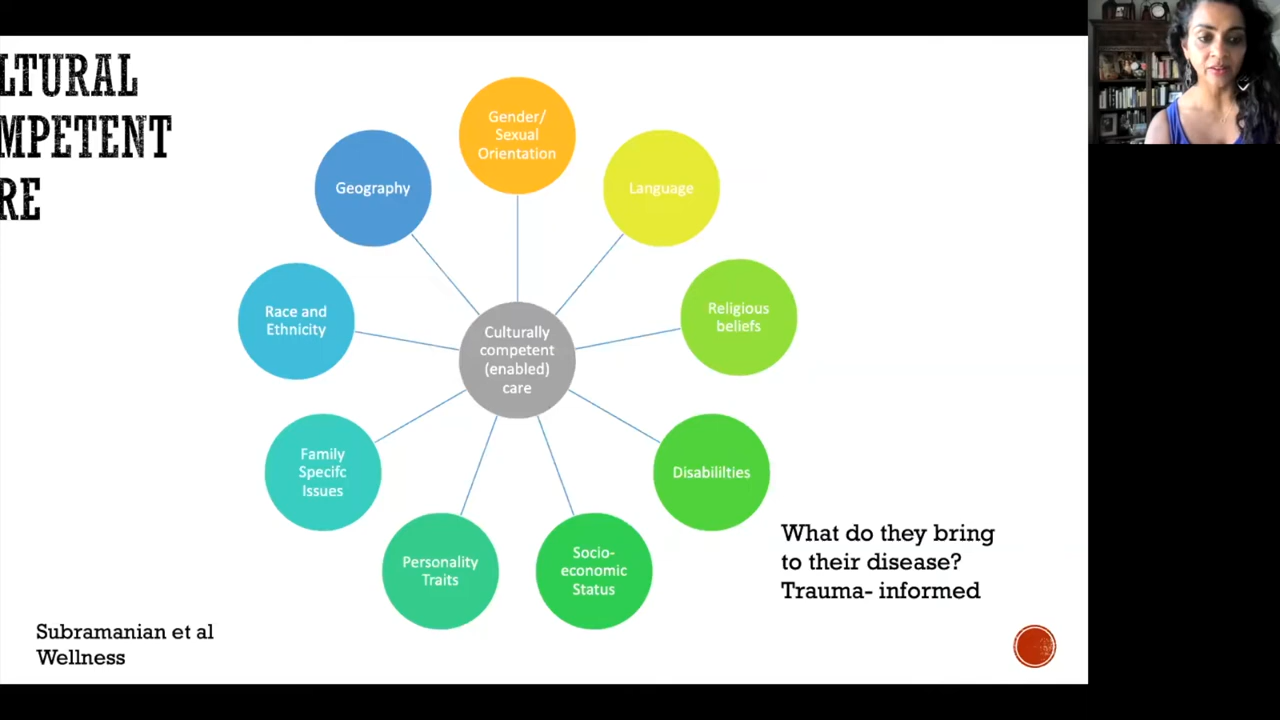 LTURAL
MPETENT
RE
Gender/
Sexual
Orientation
Geography
Language
Race and
Ethnicity
Religious
beliefs
Culturally
competent
(enabled)
care
Family
Specifc
Issues
Disabililties
Personality
Traits
Socio-
economic
Status
What do they bring
to their disease?
Trauma- informed
Subramanian et al
Wellness